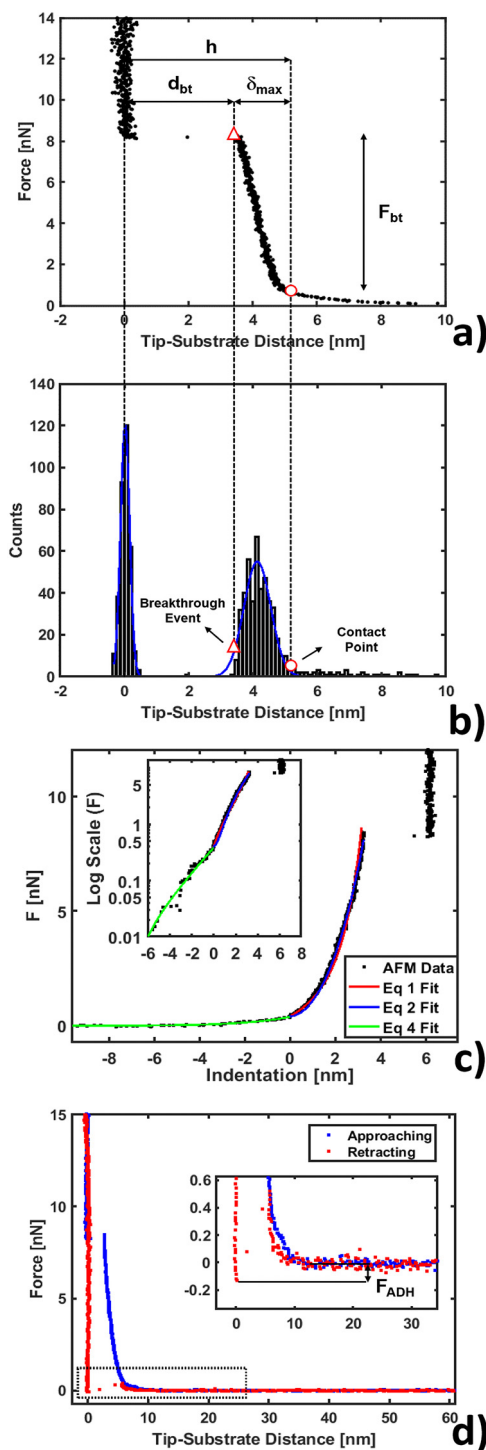 14
12
10
8
6
4
2
0
Force [nN]
h
d_bt
δ_max
F_bt
-2 0 2 4 6 8 10
Tip-Substrate Distance [nm]
a)
140
120
100
80
60
40
20
0
Counts
Breakthrough
Event
Contact
Point
-2 0 2 4 6 8 10
Tip-Substrate Distance [nm]
b)
10
5
0
F [nN]
Log Scale (F)
5
1
0.5
0.1
0.05
0.01
-6 -4 -2 0 2 4 6 8
AFM Data
Eq 1 Fit
Eq 2 Fit
Eq 4 Fit
-8 -6 -4 -2 0 2 4 6
Indentation [nm]
c)
15
10
5
0
Force [nN]
Approaching
Retracting
0.6
0.4
0.2
0
-0.2
F_ADH
0 10 20 30
0 10 20 30 40 50 60
Tip-Substrate Distance [nm]
d)